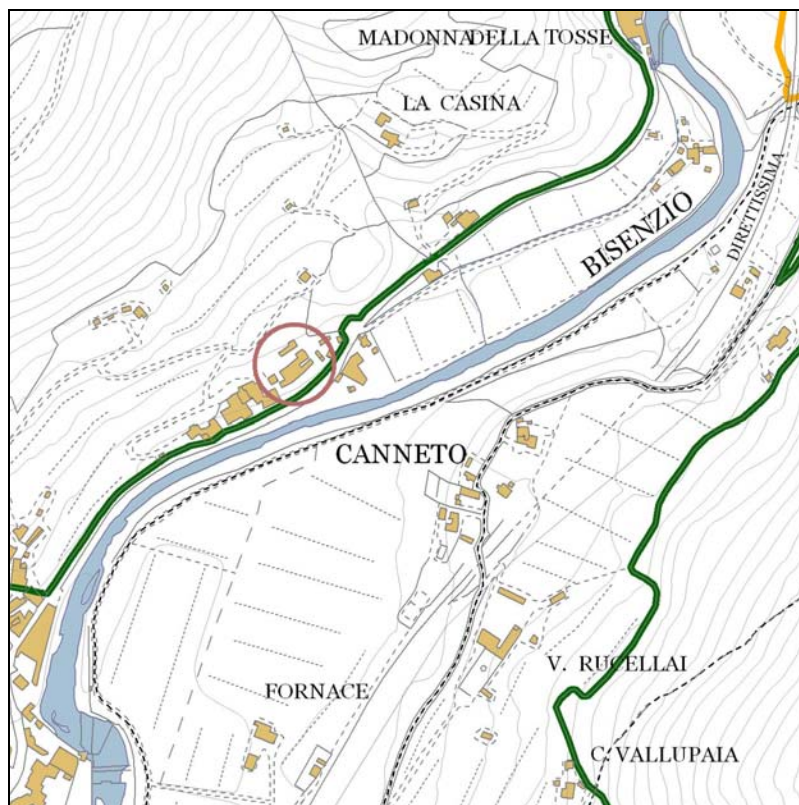 MADONNA DELLA TOSSE
LA CASINA
DIRETTISSIMA
BISENZIO
CANNETO
V. RUCELLAI
FORNACE
C. VALLUPAIA